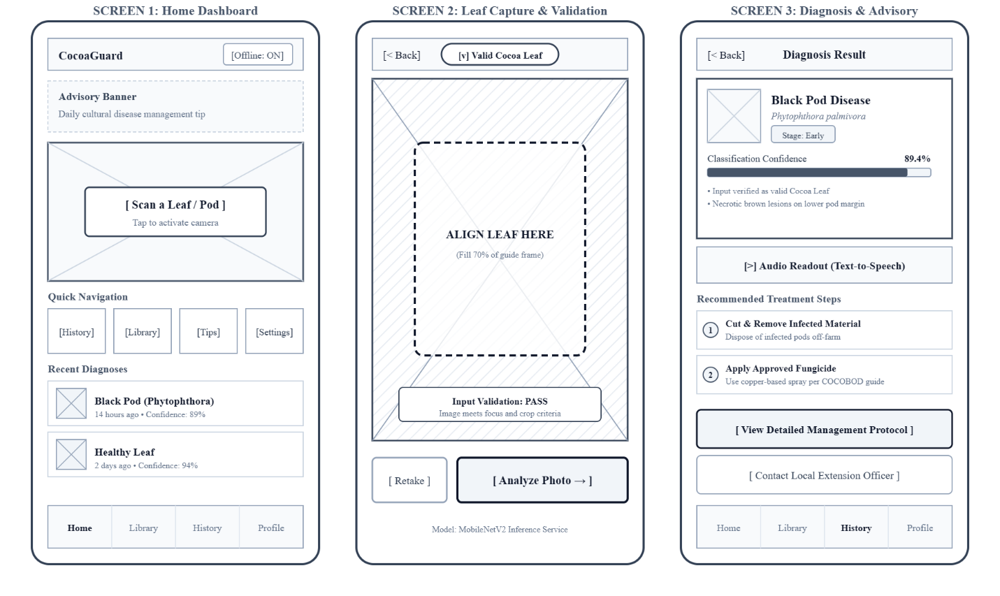 SCREEN 1: Home Dashboard
CocoaGuard
[Offline: ON]
Advisory Banner
Daily cultural disease management tip
[ Scan a Leaf / Pod ]
Tap to activate camera
Quick Navigation
[History]
[Library]
[Tips]
[Settings]
Recent Diagnoses
Black Pod (Phytophthora)
14 hours ago • Confidence: 89%
Healthy Leaf
2 days ago • Confidence: 94%
Home
Library
History
Profile
SCREEN 2: Leaf Capture & Validation
[< Back]
[v] Valid Cocoa Leaf
ALIGN LEAF HERE
(Fill 70% of guide frame)
Input Validation: PASS
Image meets focus and crop criteria
[ Retake ]
[ Analyze Photo → ]
Model: MobileNetV2 Inference Service
SCREEN 3: Diagnosis & Advisory
[< Back]
Diagnosis Result
Black Pod Disease
Phytophthora palmivora
Stage: Early
Classification Confidence
89.4%
• Input verified as valid Cocoa Leaf
• Necrotic brown lesions on lower pod margin
[>] Audio Readout (Text-to-Speech)
Recommended Treatment Steps
1
Cut & Remove Infected Material
Dispose of infected pods off-farm
2
Apply Approved Fungicide
Use copper-based spray per COCOBOD guide
[ View Detailed Management Protocol ]
[ Contact Local Extension Officer ]
Home
Library
History
Profile